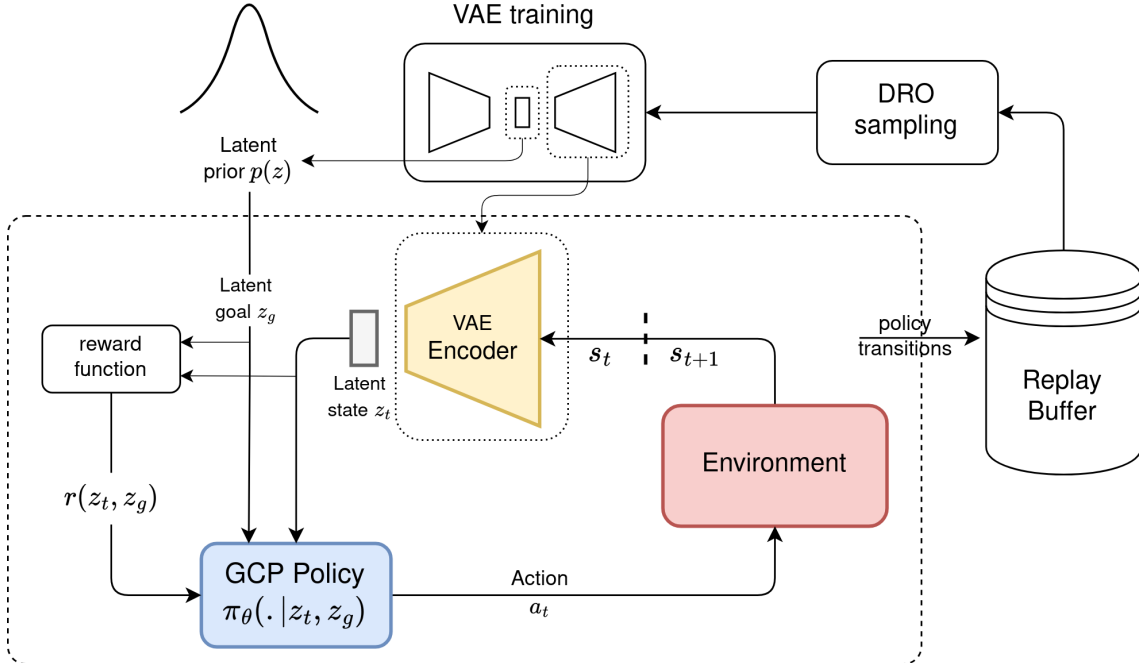 VAE training
DRO
sampling
Latent
prior p(z)
Latent
goal z_g
reward
function
VAE
Encoder
s_t
s_{t+1}
policy
transitions
Replay
Buffer
Latent
state z_t
Environment
r(z_t, z_g)
GCP Policy
π_θ(. | z_t, z_g)
Action
a_t